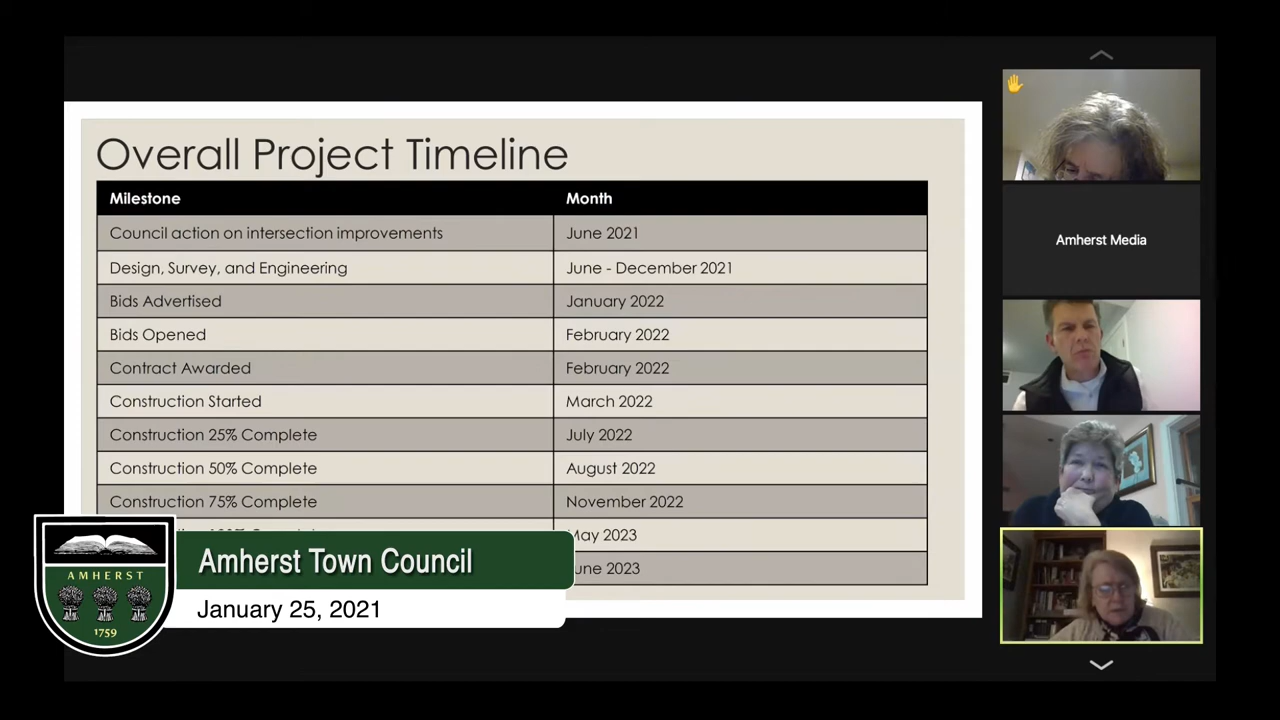 Overall Project Timeline
Milestone Month
Council action on intersection improvements June 2021
Design, Survey, and Engineering June - December 2021
Bids Advertised January 2022
Bids Opened February 2022
Contract Awarded February 2022
Construction Started March 2022
Construction 25% Complete July 2022
Construction 50% Complete August 2022
Construction 75% Complete November 2022
May 2023
June 2023
Amherst Media
AMHERST
1759
Amherst Town Council
January 25, 2021